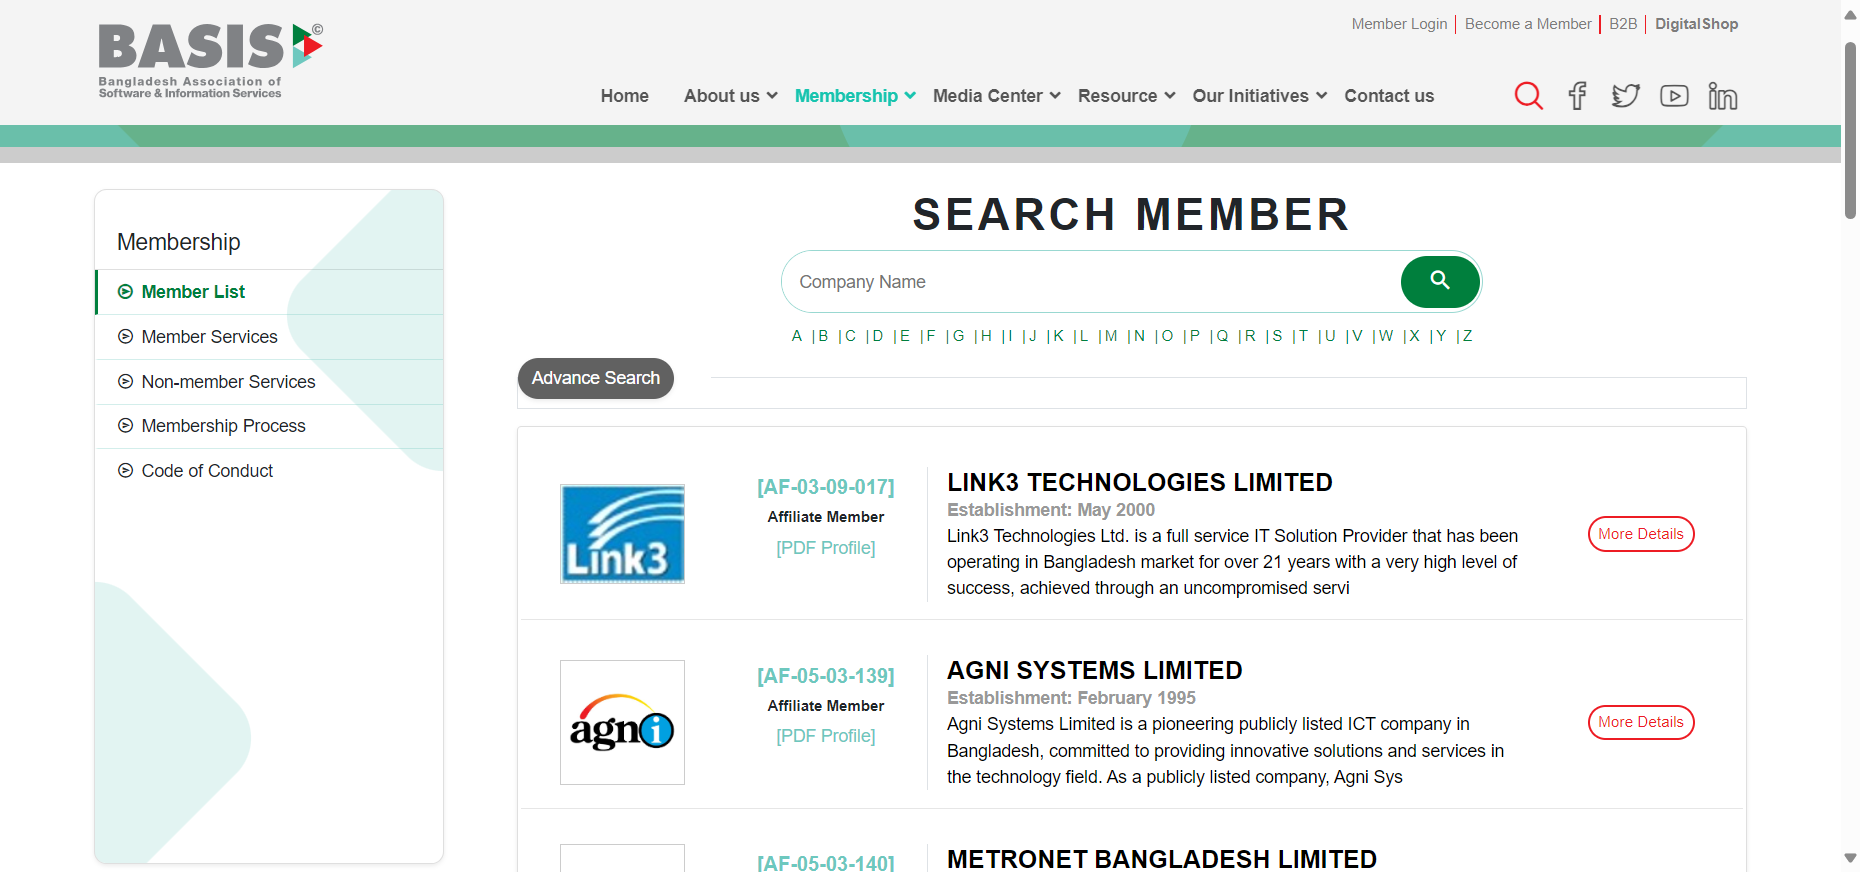 Member Login | Become a Member | B2B | DigitalShop
BASIS ©
Bangladesh Association of
Software & Information Services
Home About us Membership Media Center Resource Our Initiatives Contact us
Membership
Member List
Member Services
Non-member Services
Membership Process
Code of Conduct
SEARCH MEMBER
Company Name
A |B |C |D |E |F |G |H |I |J |K |L |M |N |O |P |Q |R |S |T |U |V |W |X |Y |Z
Advance Search
Link3
[AF-03-09-017]
Affiliate Member
[PDF Profile]
LINK3 TECHNOLOGIES LIMITED
Establishment: May 2000
Link3 Technologies Ltd. is a full service IT Solution Provider that has been
operating in Bangladesh market for over 21 years with a very high level of
success, achieved through an uncompromised servi
More Details
agni
[AF-05-03-139]
Affiliate Member
[PDF Profile]
AGNI SYSTEMS LIMITED
Establishment: February 1995
Agni Systems Limited is a pioneering publicly listed ICT company in
Bangladesh, committed to providing innovative solutions and services in
the technology field. As a publicly listed company, Agni Sys
More Details
[AF-05-03-140]
METRONET BANGLADESH LIMITED